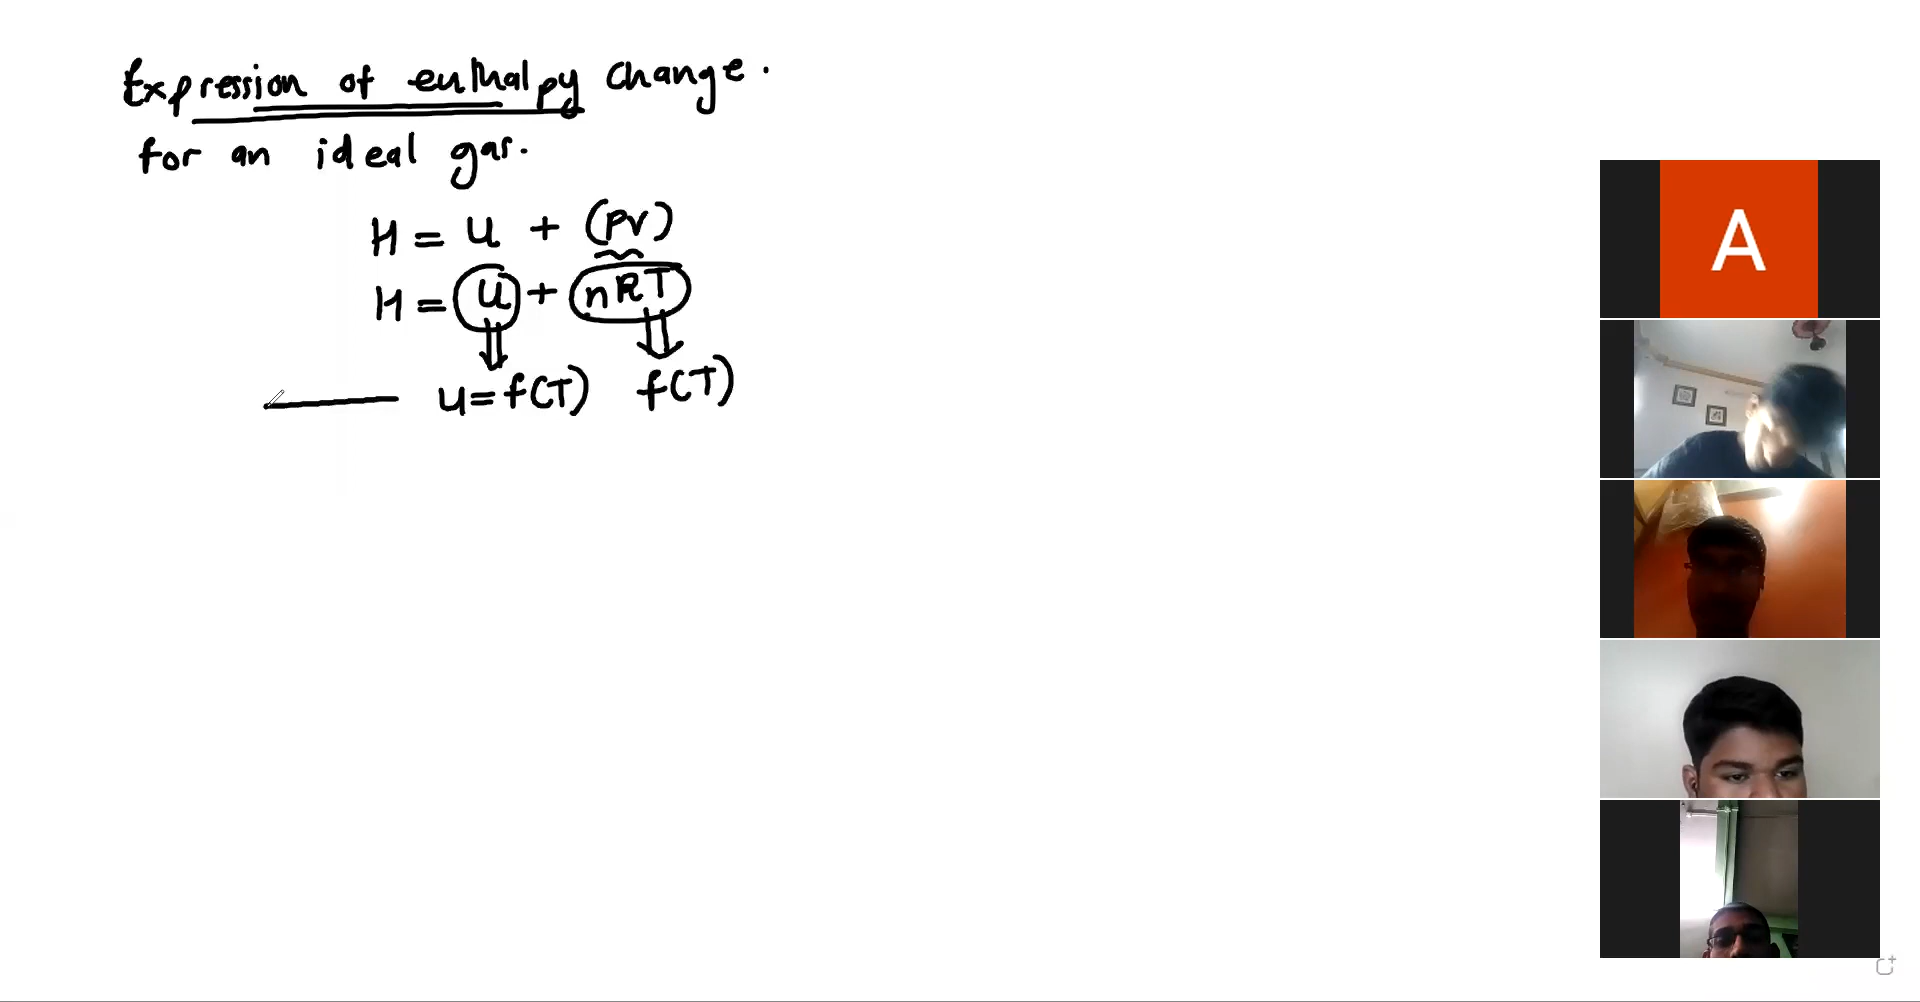 Expression of enthalpy change.
for an ideal gas.
H = U + (PV)
H = U + nRT
U = f(T) f(T)
A